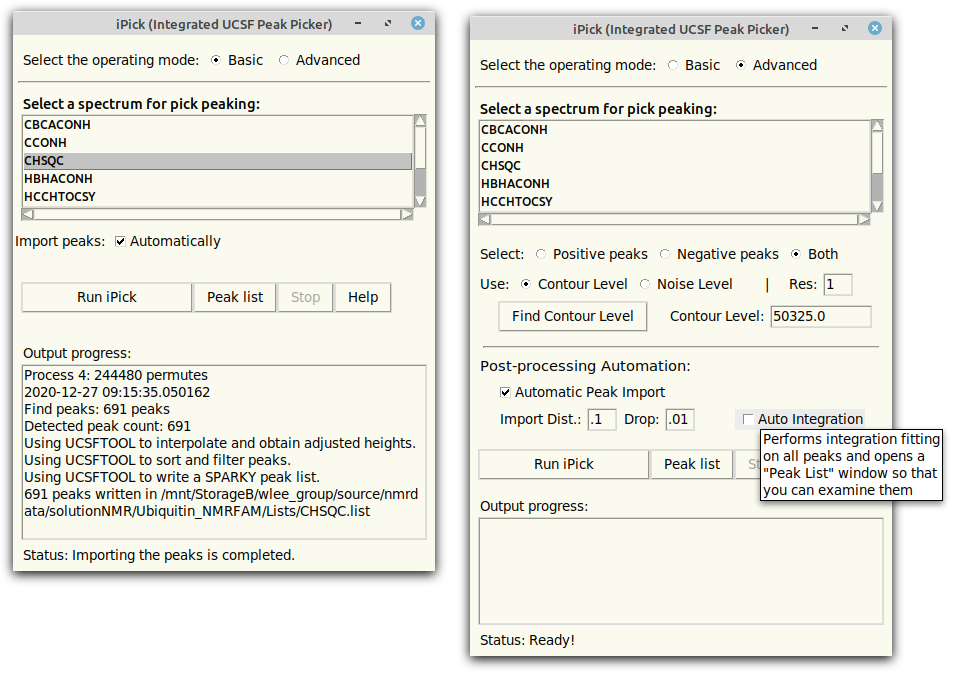 iPick (Integrated UCSF Peak Picker)
Select the operating mode: Basic Advanced
Select a spectrum for pick peaking:
CBCACONH
CCONH
CHSQC
HBHACONH
HCCHTOCSY
Import peaks: Automatically
Run iPick Peak list Stop Help
Output progress:
Process 4: 244480 permutes
2020-12-27 09:15:35.050162
Find peaks: 691 peaks
Detected peak count: 691
Using UCSFTOOL to interpolate and obtain adjusted heights.
Using UCSFTOOL to sort and filter peaks.
Using UCSFTOOL to write a SPARKY peak list.
691 peaks written in /mnt/StorageB/wlee_group/source/nmrd
ata/solutionNMR/Ubiquitin_NMRFAM/Lists/CHSQC.list
Status: Importing the peaks is completed.
iPick (Integrated UCSF Peak Picker)
Select the operating mode: Basic Advanced
Select a spectrum for pick peaking:
CBCACONH
CCONH
CHSQC
HBHACONH
HCCHTOCSY
Select: Positive peaks Negative peaks Both
Use: Contour Level Noise Level | Res: 1
Find Contour Level Contour Level: 50325.0
Post-processing Automation:
Automatic Peak Import
Import Dist.: .1 Drop: .01 Auto Integration
Performs integration fitting
on all peaks and opens a
"Peak List" window so that
you can examine them
Run iPick Peak list
Output progress:
Status: Ready!